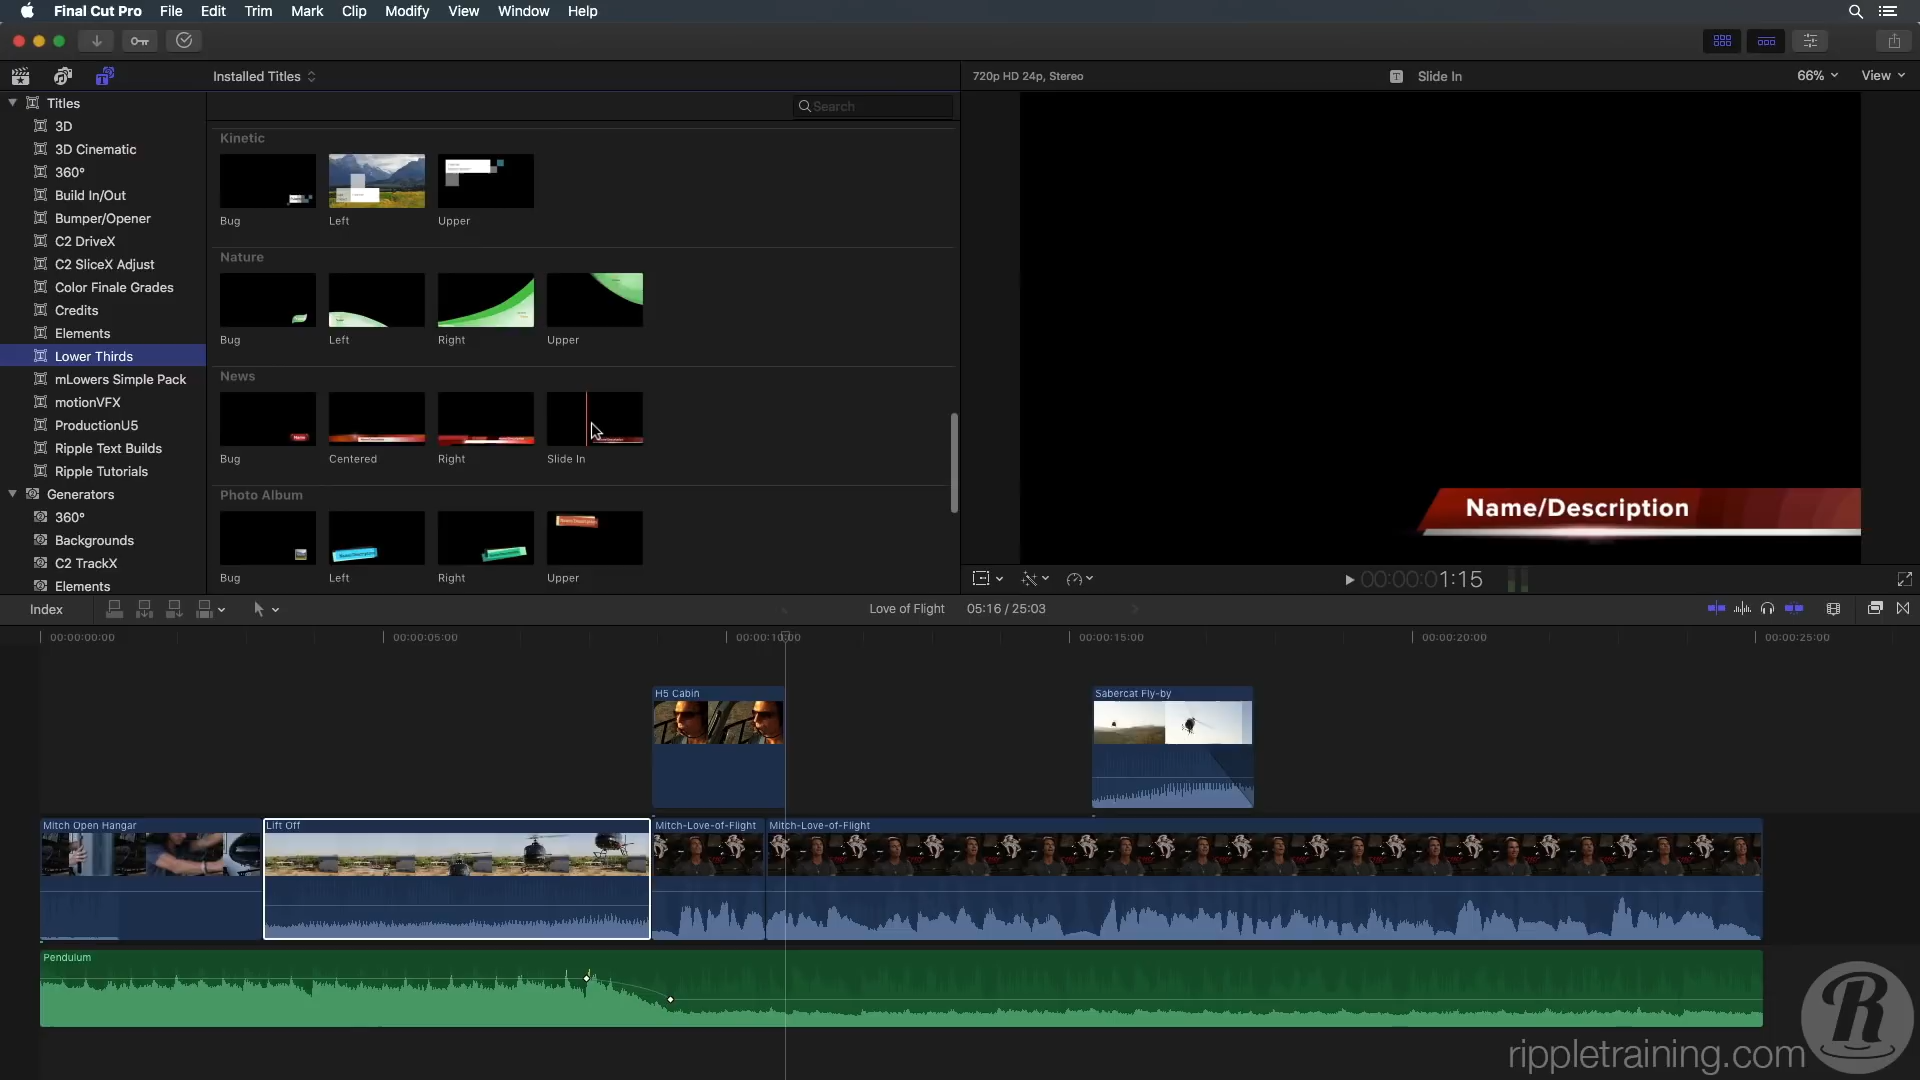 Final Cut Pro File Edit Trim Mark Clip Modify View Window Help
Installed Titles
720p HD 24p, Stereo
Slide In
66%
View
Titles
3D
3D Cinematic
360°
Build In/Out
Bumper/Opener
C2 DriveX
C2 SliceX Adjust
Color Finale Grades
Credits
Elements
Lower Thirds
mLowers Simple Pack
motionVFX
ProductionU5
Ripple Text Builds
Ripple Tutorials
Generators
360°
Backgrounds
C2 TrackX
Elements
Search
Kinetic
Bug Left Upper
Nature
Bug Left Right Upper
News
Bug Centered Right Slide In
Photo Album
Bug Left Right Upper
Name/Description
00:00:01:15
Index
Love of Flight
05:16 / 25:03
00:00:00:00 00:00:05:00 00:00:10:00 00:00:15:00 00:00:20:00 00:00:25:00
H5 Cabin
Sabercat Fly-by
Mitch Open Hangar
Lift Off
Mitch-Love-of-Flight
Mitch-Love-of-Flight
Pendulum
R
rippletraining.com